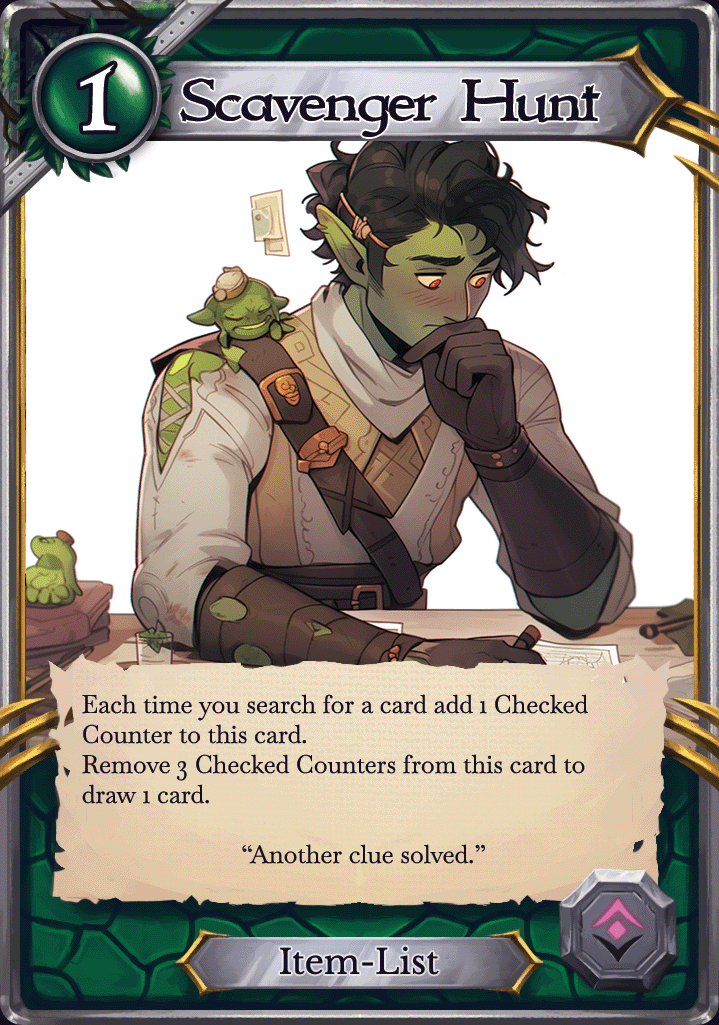 1
Scavenger Hunt
Each time you search for a card add 1 Checked
Counter to this card.
Remove 3 Checked Counters from this card to
draw 1 card.
“Another clue solved.”
Item-List